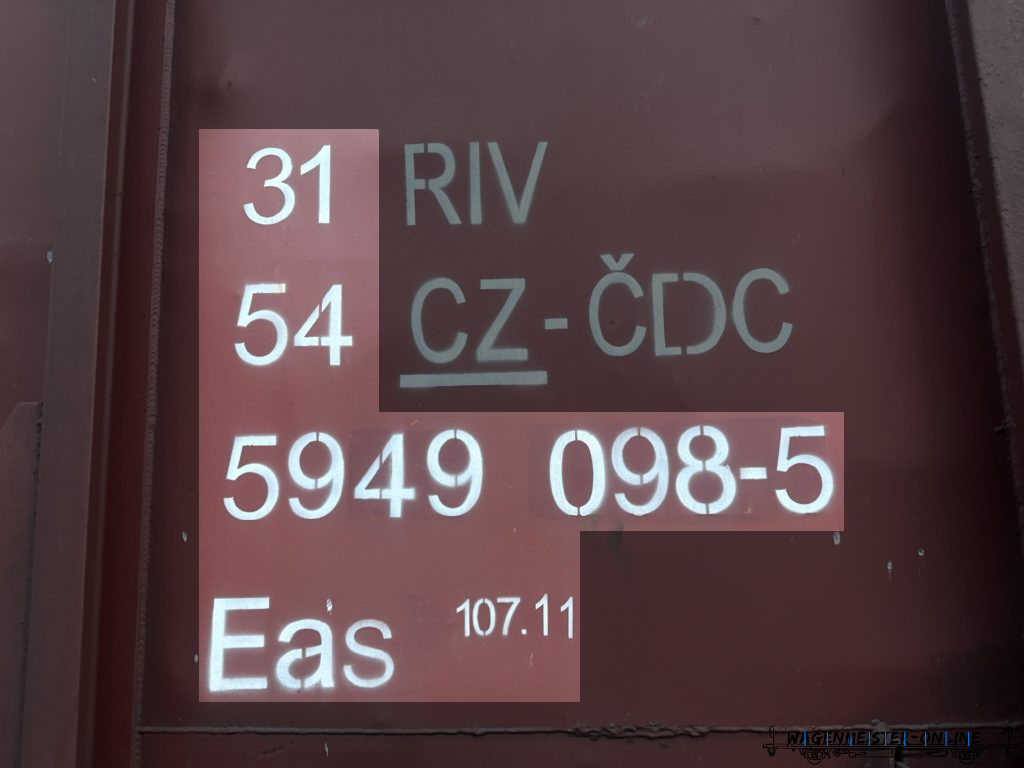 31 RIV
54 CZ-ČDC
5949 098-5
Eas 107.11
WAGENMEISTER-ONLINE